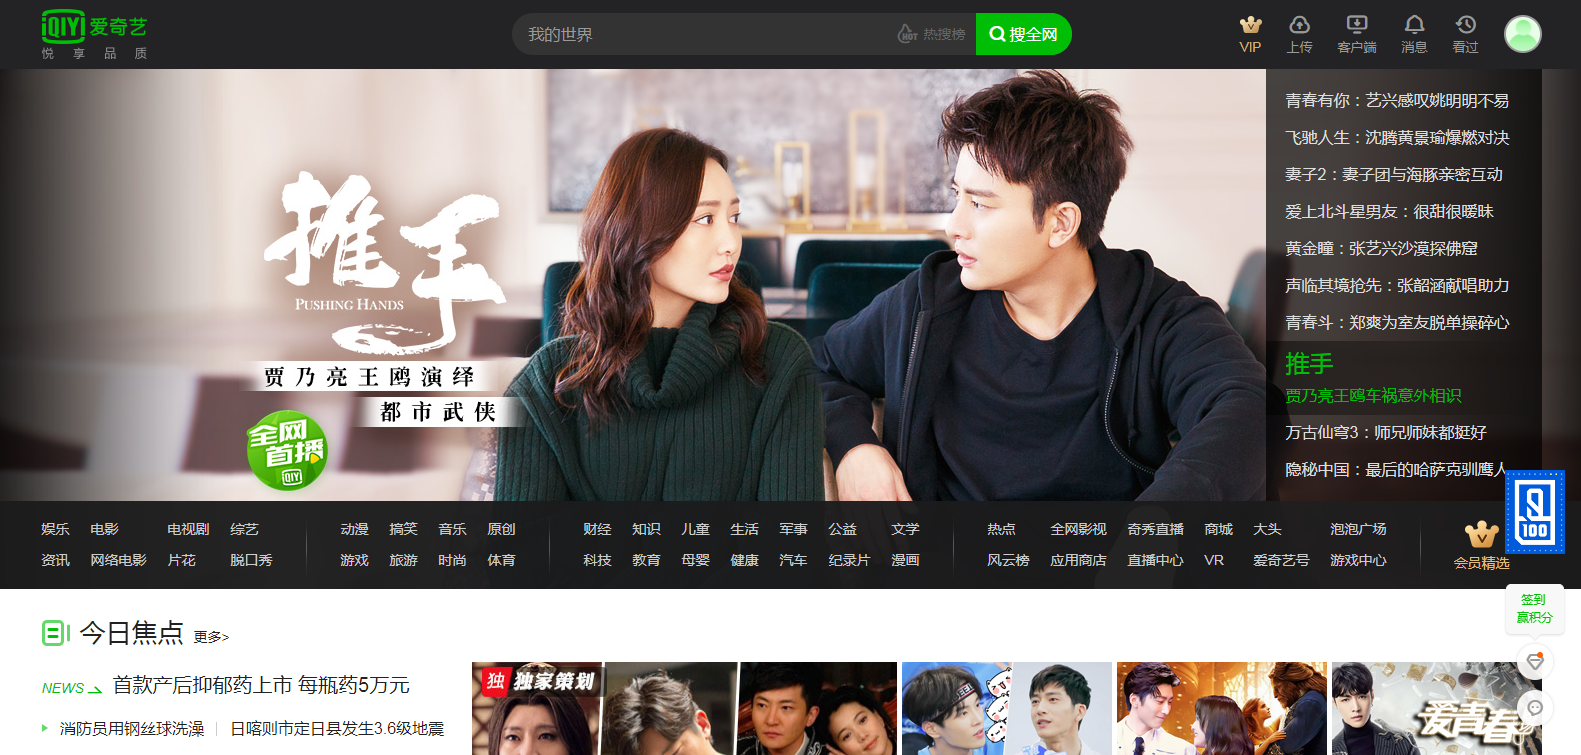 iQIYI 爱奇艺
悦享品质
我的世界
HOT 热搜榜
搜全网
VIP
上传
客户端
消息
看过
推手
PUSHING HANDS
贾乃亮王鸥演绎
都市武侠
全网
首播
iQIYI
青春有你：艺兴感叹姚明明不易
飞驰人生：沈腾黄景瑜爆燃对决
妻子2：妻子团与海豚亲密互动
爱上北斗星男友：很甜很暧昧
黄金瞳：张艺兴沙漠探佛窟
声临其境抢先：张韶涵献唱助力
青春斗：郑爽为室友脱单操碎心
推手
贾乃亮王鸥车祸意外相识
万古仙穹3：师兄师妹都挺好
隐秘中国：最后的哈萨克驯鹰人
娱乐 电影 电视剧 综艺 动漫 搞笑 音乐 原创 财经 知识 儿童 生活 军事 公益 文学 热点 全网影视 奇秀直播 商城 大头 泡泡广场
资讯 网络电影 片花 脱口秀 游戏 旅游 时尚 体育 科技 教育 母婴 健康 汽车 纪录片 漫画 风云榜 应用商店 直播中心 VR 爱奇艺号 游戏中心
会员精选
100
签到
赢积分
今日焦点 更多>
NEWS 首款产后抑郁药上市 每瓶药5万元
消防员用钢丝球洗澡 日喀则市定日县发生3.6级地震
独 独家策划
爱青春